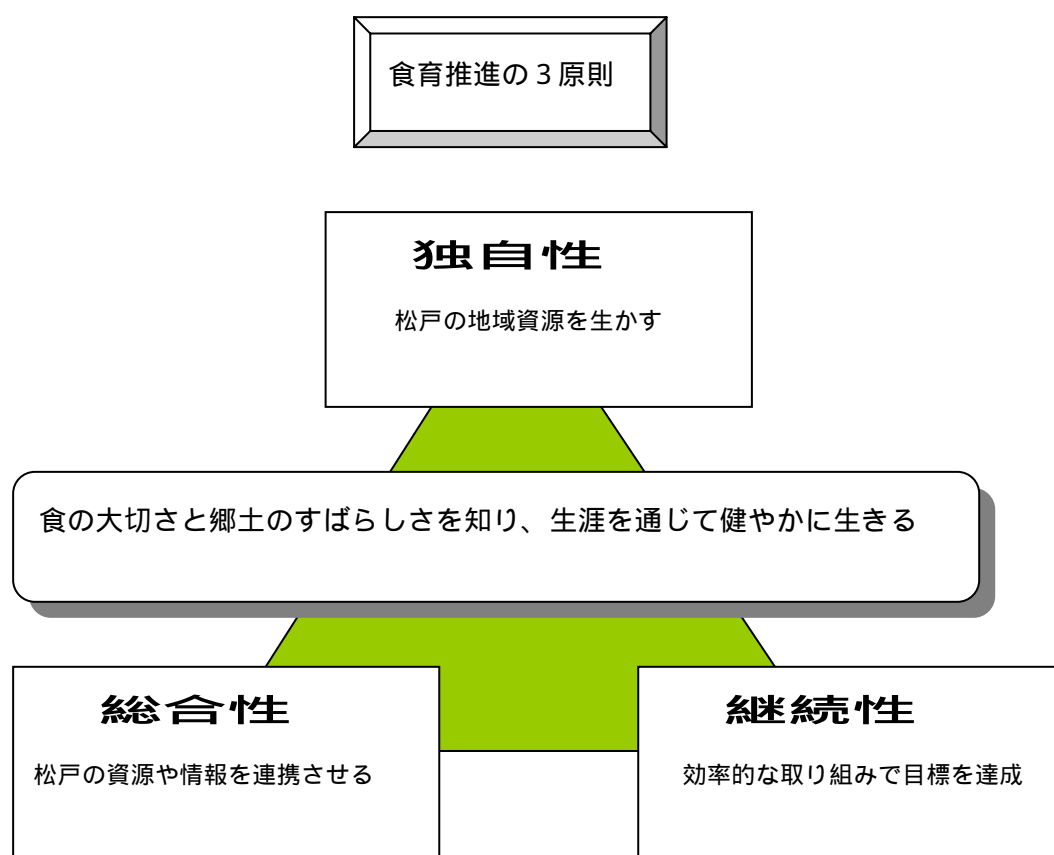 食育推進の３原則
独自性
松戸の地域資源を生かす
食の大切さと郷土のすばらしさを知り、生涯を通じて健やかに生きる
総合性
松戸の資源や情報を連携させる
継続性
効率的な取り組みで目標を達成